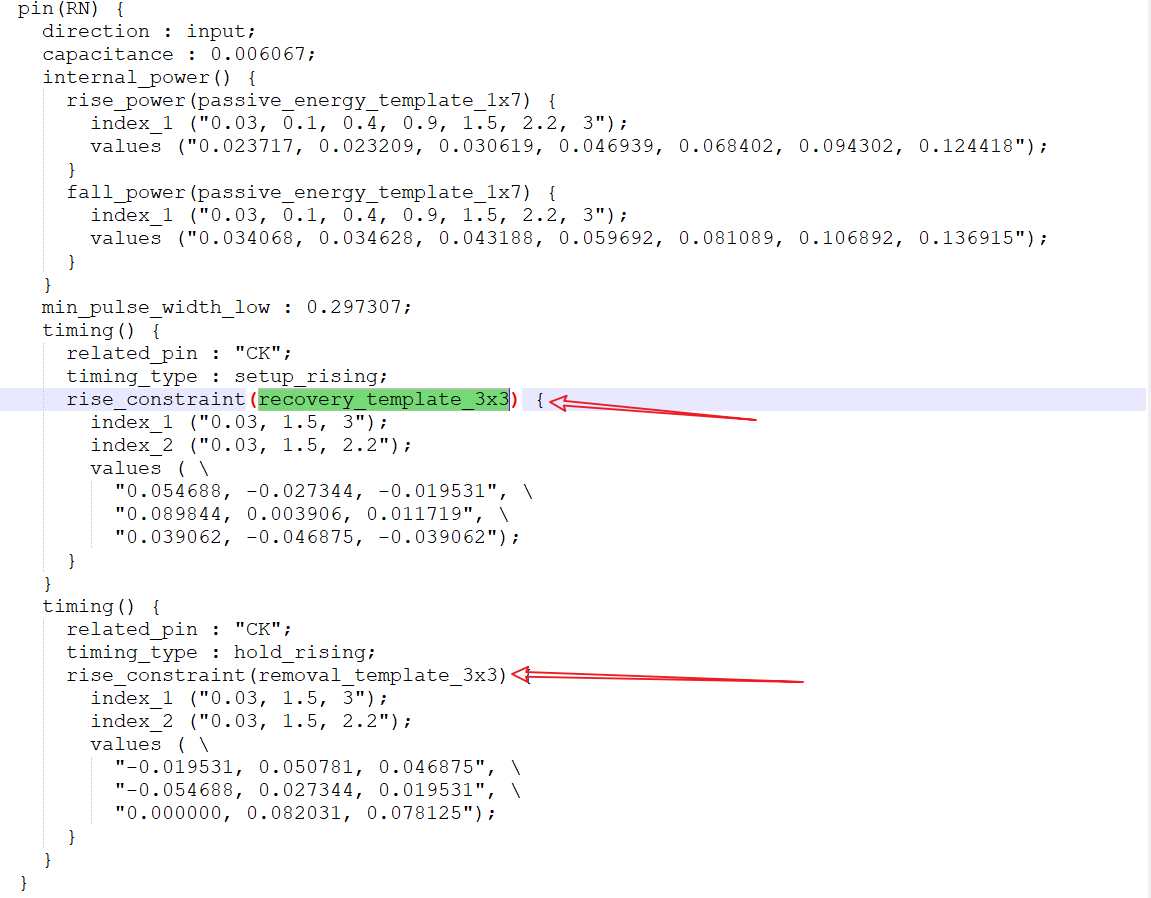 pin(RN) {
direction : input;
capacitance : 0.006067;
internal_power() {
rise_power(passive_energy_template_1x7) {
index_1 ("0.03, 0.1, 0.4, 0.9, 1.5, 2.2, 3");
values ("0.023717, 0.023209, 0.030619, 0.046939, 0.068402, 0.094302, 0.124418");
}
fall_power(passive_energy_template_1x7) {
index_1 ("0.03, 0.1, 0.4, 0.9, 1.5, 2.2, 3");
values ("0.034068, 0.034628, 0.043188, 0.059692, 0.081089, 0.106892, 0.136915");
}
}
min_pulse_width_low : 0.297307;
timing() {
related_pin : "CK";
timing_type : setup_rising;
rise_constraint(recovery_template_3x3) {
index_1 ("0.03, 1.5, 3");
index_2 ("0.03, 1.5, 2.2");
values ( \
"0.054688, -0.027344, -0.019531", \
"0.089844, 0.003906, 0.011719", \
"0.039062, -0.046875, -0.039062");
}
}
timing() {
related_pin : "CK";
timing_type : hold_rising;
rise_constraint(removal_template_3x3) {
index_1 ("0.03, 1.5, 3");
index_2 ("0.03, 1.5, 2.2");
values ( \
"-0.019531, 0.050781, 0.046875", \
"-0.054688, 0.027344, 0.019531", \
"0.000000, 0.082031, 0.078125");
}
}
}